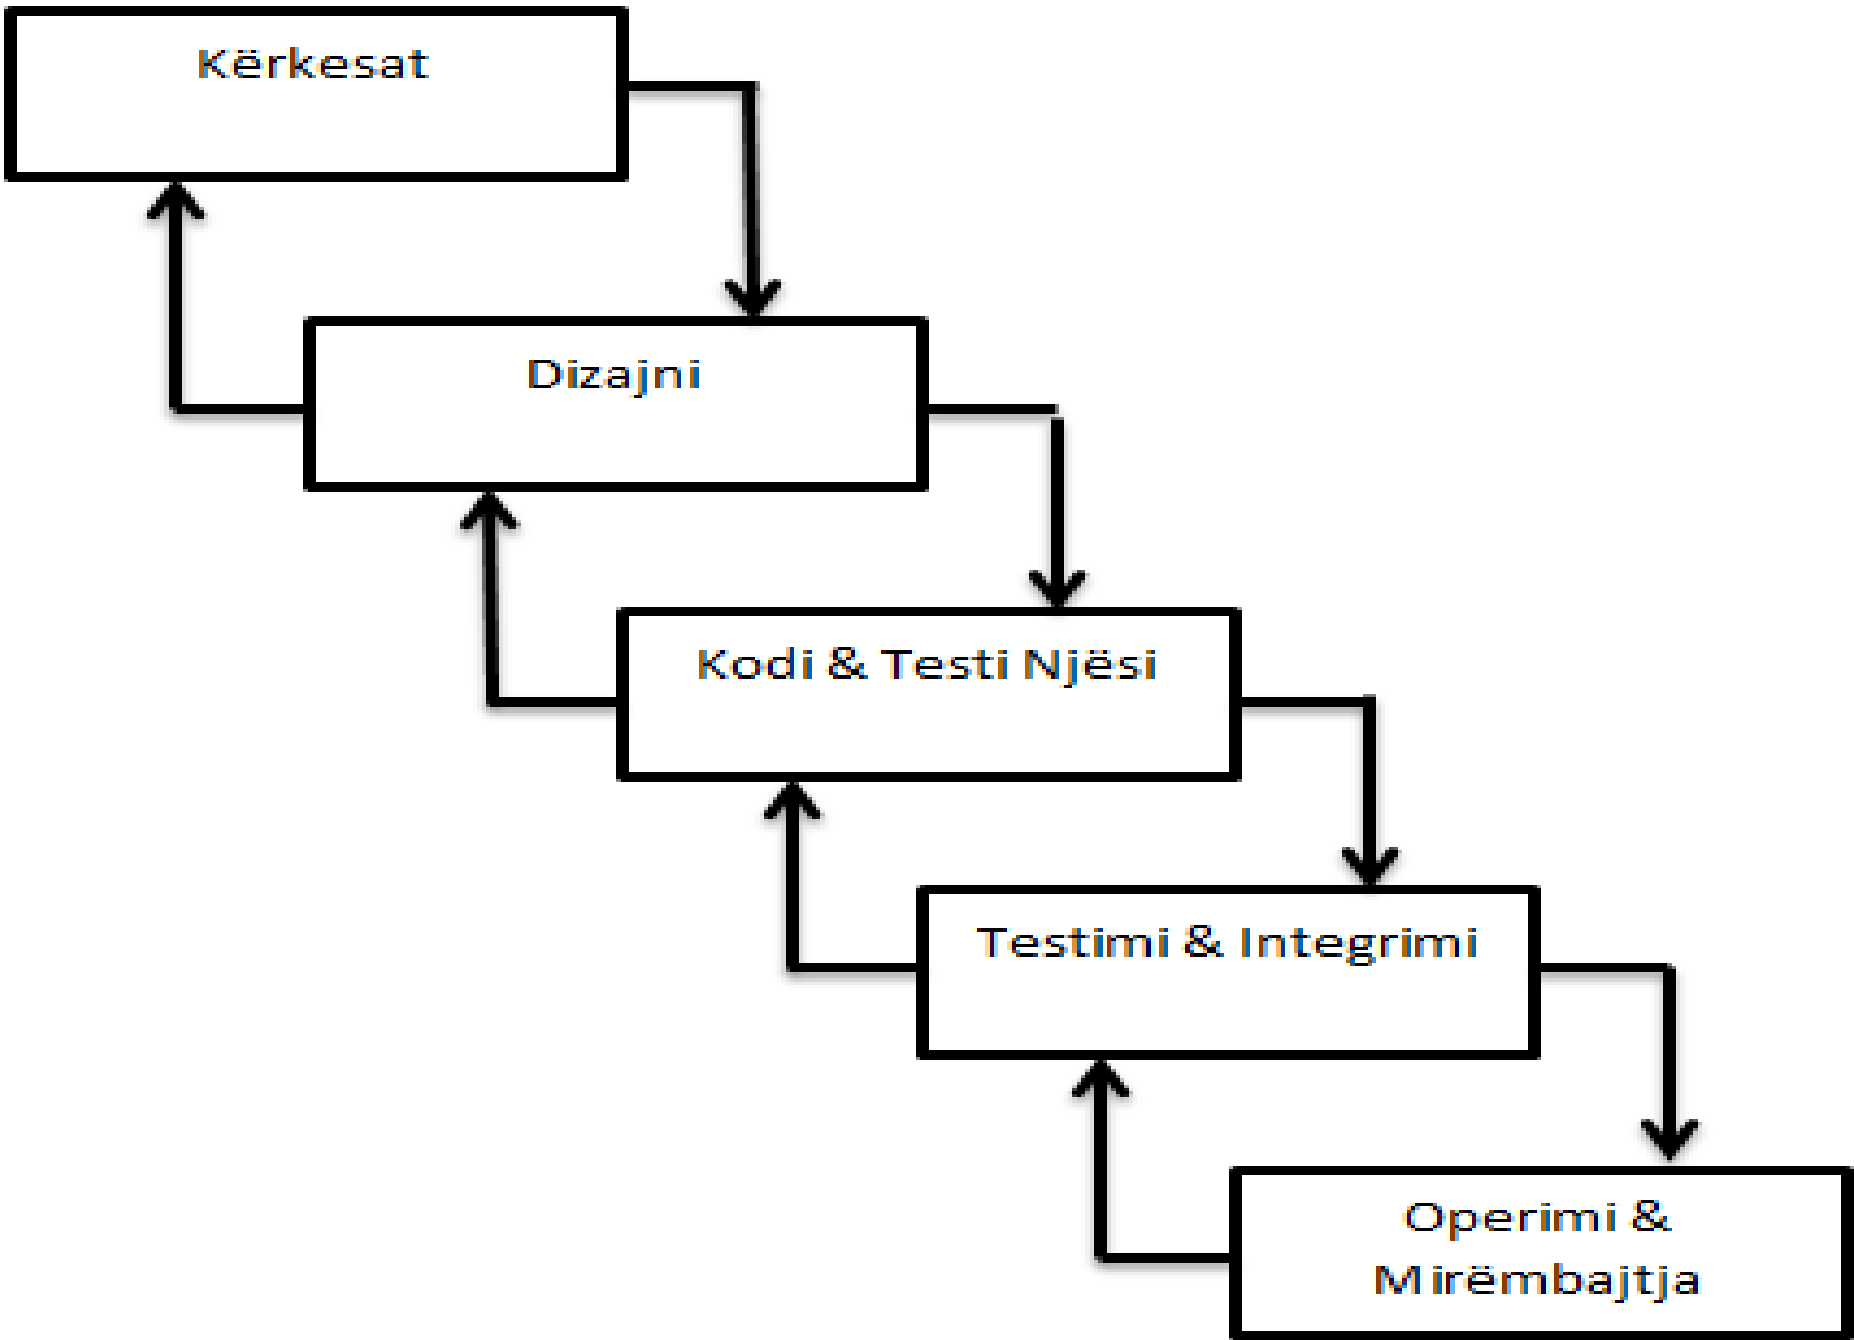 Kërkesat
Dizajni
Kodi & Testi Njësi
Testimi & Integrimi
Operimi &
Mirëmbajtja